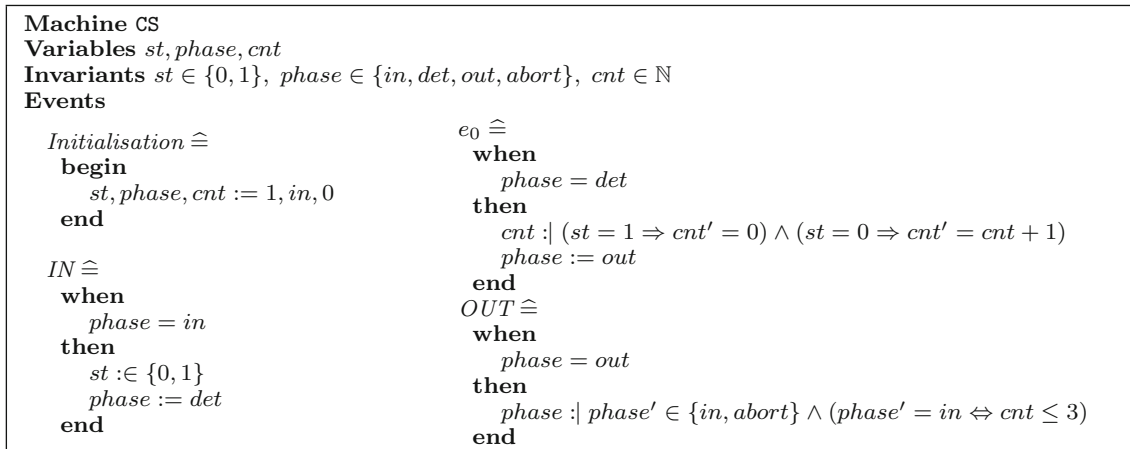 Machine CS
Variables st, phase, cnt
Invariants st ∈ {0, 1}, phase ∈ {in, det, out, abort}, cnt ∈ ℕ
Events
Initialisation ≙
begin
st, phase, cnt := 1, in, 0
end
IN ≙
when
phase = in
then
st :∈ {0, 1}
phase := det
end
e₀ ≙
when
phase = det
then
cnt :| (st = 1 ⇒ cnt′ = 0) ∧ (st = 0 ⇒ cnt′ = cnt + 1)
phase := out
end
OUT ≙
when
phase = out
then
phase :| phase′ ∈ {in, abort} ∧ (phase′ = in ⇔ cnt ≤ 3)
end